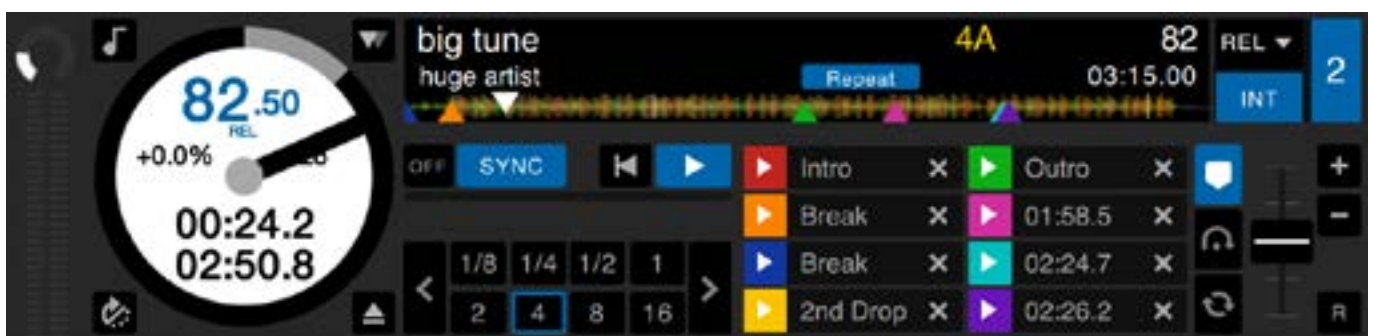 big tune 4A 82
huge artist Repeat 03:15.00
REL
INT
2
82.50
REL
+0.0%
00:24.2
02:50.8
OFF SYNC
1/8 1/4 1/2 1
2 4 8 16
Intro
Break
Break
2nd Drop
Outro
01:58.5
02:24.7
02:26.2
R